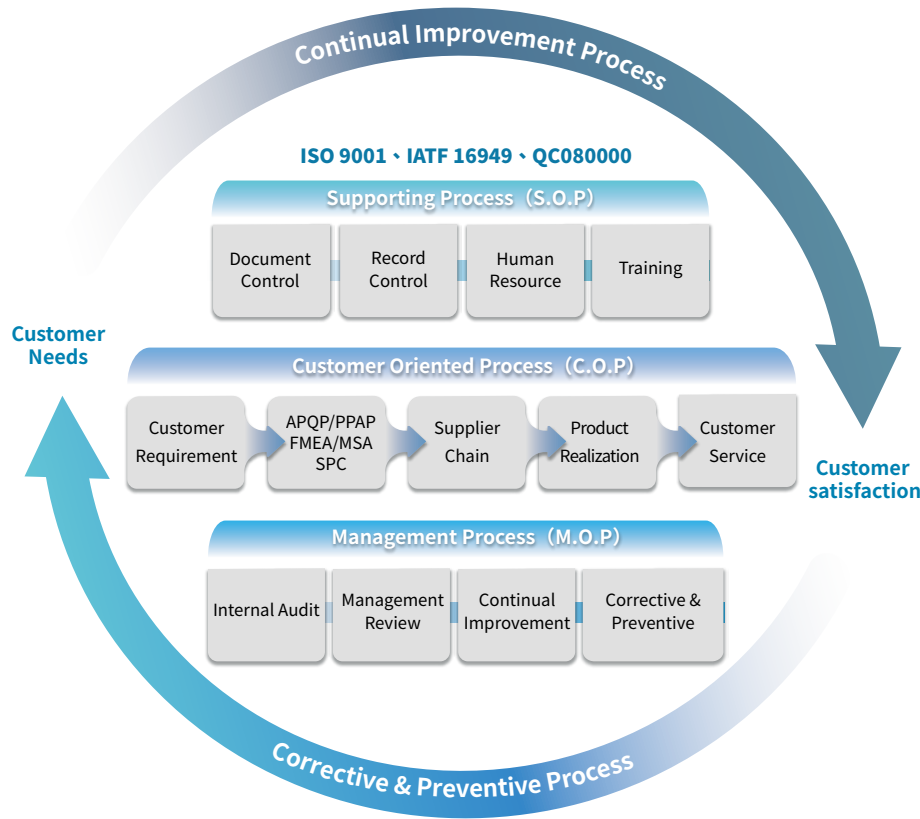 Continual Improvement Process
ISO 9001、IATF 16949、QC080000
Supporting Process（S.O.P）
Document
Control
Record
Control
Human
Resource
Training
Customer
Needs
Customer Oriented Process（C.O.P）
Customer
Requirement
APQP/PPAP
FMEA/MSA
SPC
Supplier
Chain
Product
Realization
Customer
Service
Customer
satisfaction
Management Process（M.O.P）
Internal Audit
Management
Review
Continual
Improvement
Corrective &
Preventive
Corrective & Preventive Process